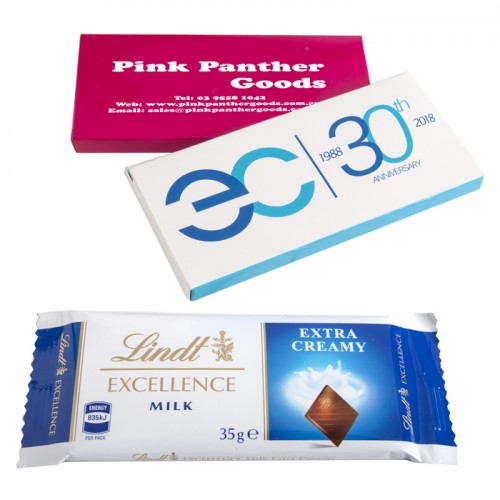 Pink Panther
Goods
Tel: 03 9558 1042
Web: www.pinkpanthergoods.com.au
Email: sales@pinkpanthergoods.com
ec
1988
30th
2018
ANNIVERSARY
Lindt
EXCELLENCE
MILK
35g℮
EXTRA
CREAMY
ENERGY
835kJ
PER PACK
EXCELLENCE
Lindt
EXCELLENCE